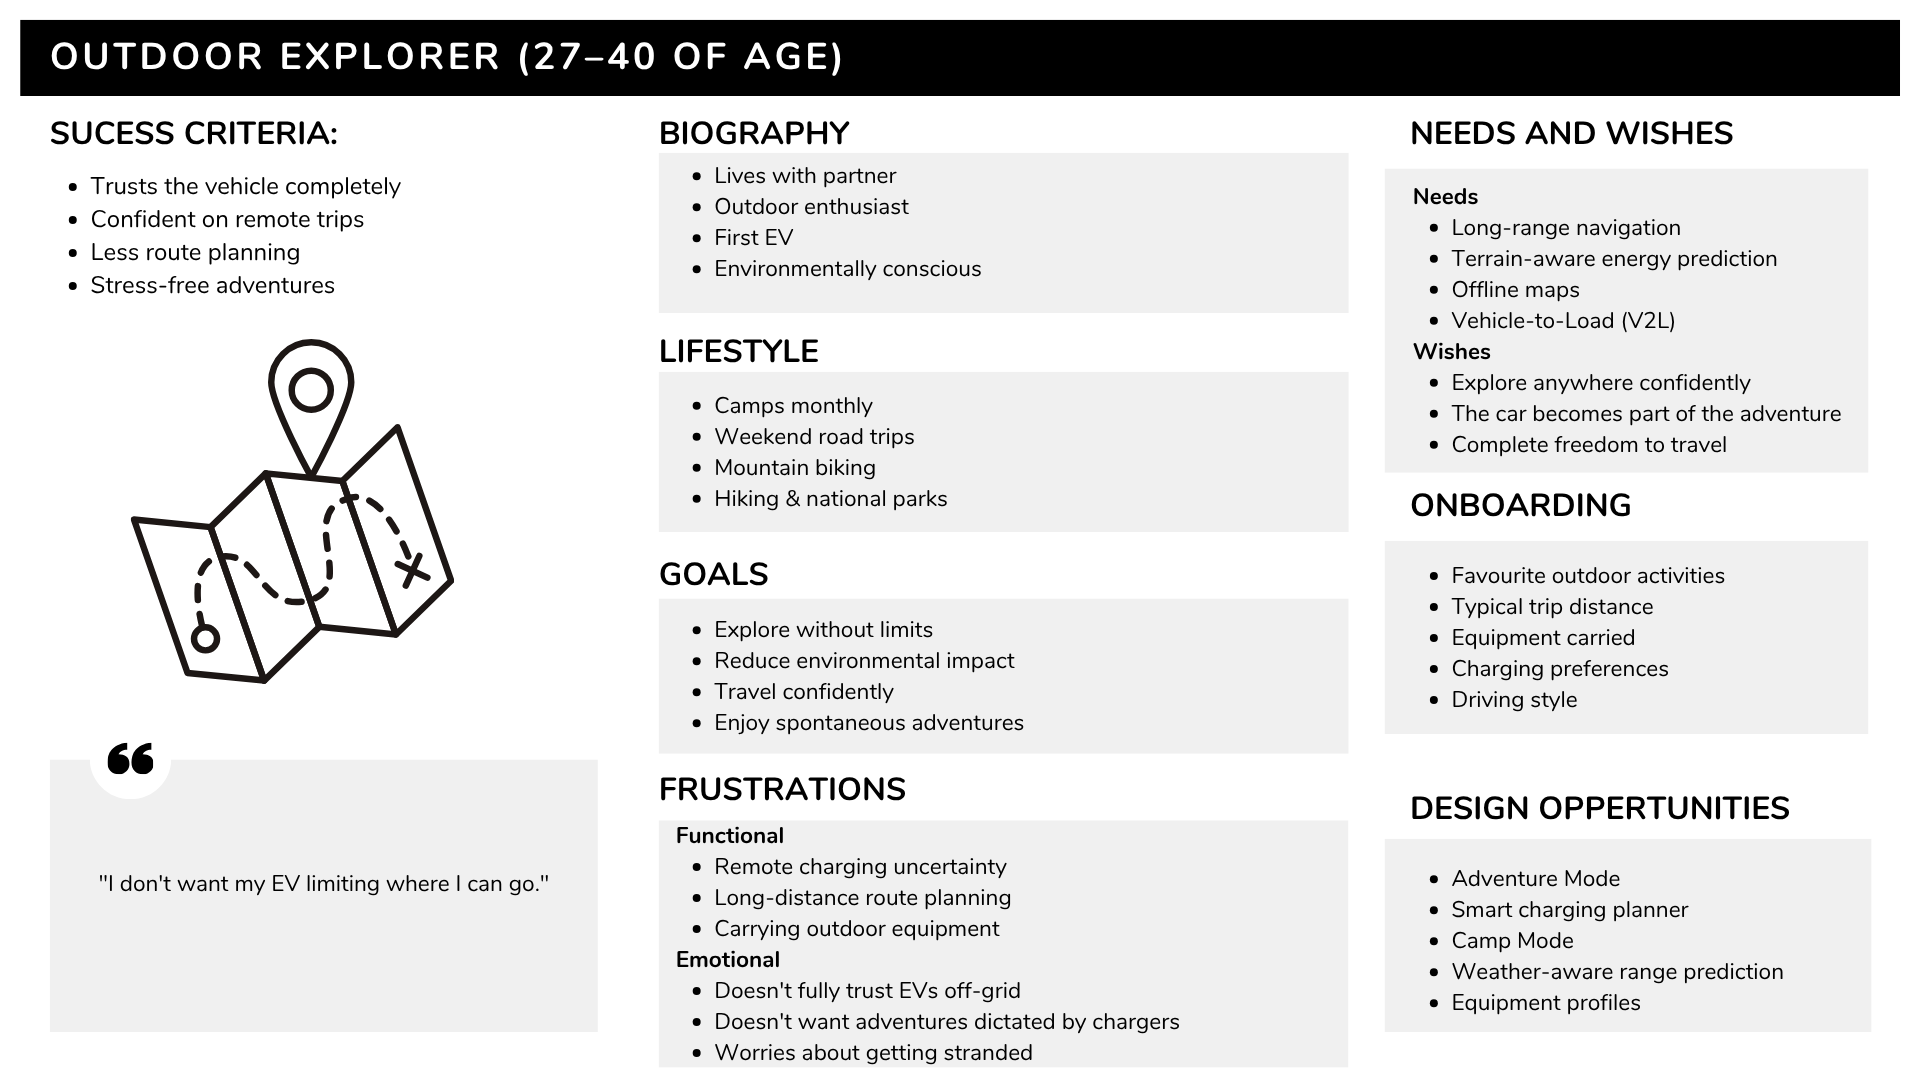 OUTDOOR EXPLORER (27–40 OF AGE)
SUCESS CRITERIA:
Trusts the vehicle completely
Confident on remote trips
Less route planning
Stress-free adventures
"I don't want my EV limiting where I can go."
BIOGRAPHY
Lives with partner
Outdoor enthusiast
First EV
Environmentally conscious
LIFESTYLE
Camps monthly
Weekend road trips
Mountain biking
Hiking & national parks
GOALS
Explore without limits
Reduce environmental impact
Travel confidently
Enjoy spontaneous adventures
FRUSTRATIONS
Functional
Remote charging uncertainty
Long-distance route planning
Carrying outdoor equipment
Emotional
Doesn't fully trust EVs off-grid
Doesn't want adventures dictated by chargers
Worries about getting stranded
NEEDS AND WISHES
Needs
Long-range navigation
Terrain-aware energy prediction
Offline maps
Vehicle-to-Load (V2L)
Wishes
Explore anywhere confidently
The car becomes part of the adventure
Complete freedom to travel
ONBOARDING
Favourite outdoor activities
Typical trip distance
Equipment carried
Charging preferences
Driving style
DESIGN OPPERTUNITIES
Adventure Mode
Smart charging planner
Camp Mode
Weather-aware range prediction
Equipment profiles